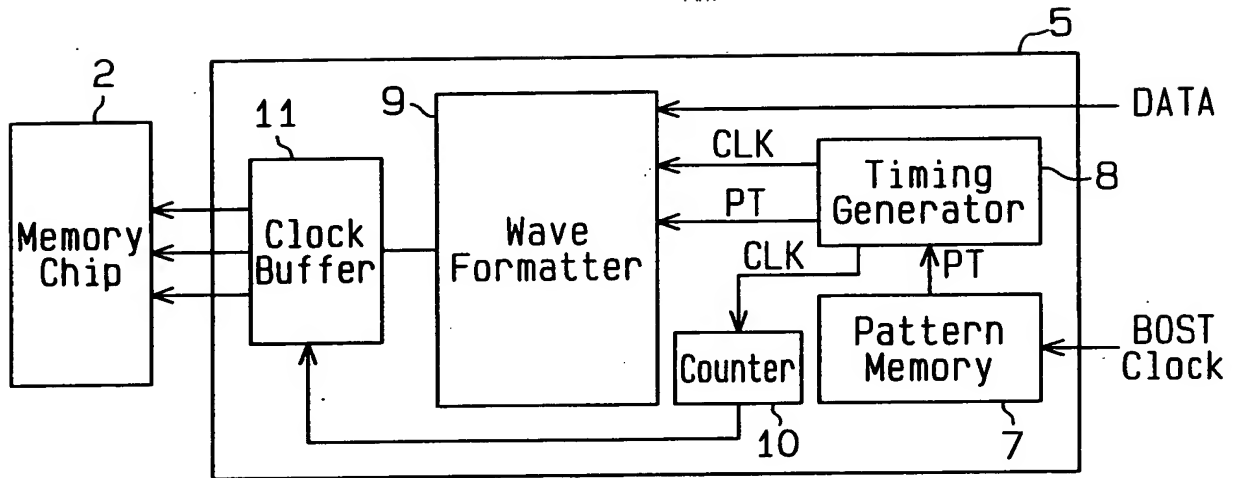 5
2
9
DATA
11
CLK
Timing
Generator
8
PT
Memory
Chip
Clock
Buffer
Wave
Formatter
CLK
PT
Pattern
Memory
BOST
Clock
Counter
10
7